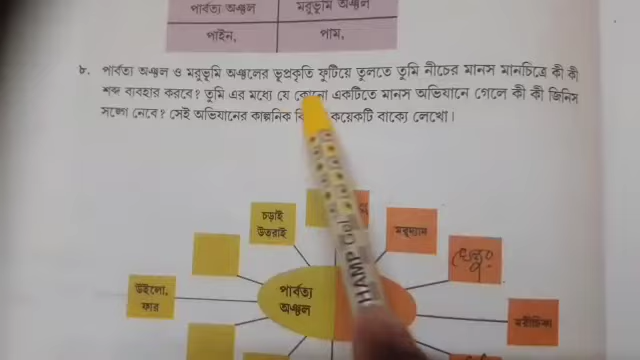 পার্বত্য অঞ্চল মরুভূমি অঞ্চল
পাইন, পাম,
৮. পার্বত্য অঞ্চল ও মরুভূমি অঞ্চলের ভূপ্রকৃতি ফুটিয়ে তুলতে তুমি নীচের মানস মানচিত্রে কী কী
শব্দ ব্যবহার করবে? তুমি এর মধ্যে যে কোনো একটিতে মানস অভিযানে গেলে কী কী জিনিস
সঙ্গে নেবে? সেই অভিযানের কাল্পনিক কয়েকটি বাক্যে লেখো।
চড়াই
উতরাই
মরুদ্যান
খেজুর
উইলো,
ফার
পার্বত্য
অঞ্চল
মরীচিকা
HAMP Gel